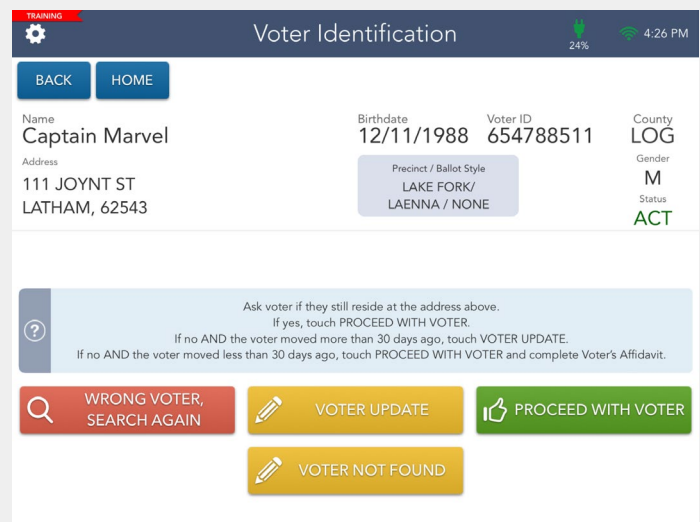 TRAINING
Voter Identification
24%
4:26 PM
BACK
HOME
Name
Captain Marvel
Birthdate
12/11/1988
Voter ID
654788511
County
LOG
Address
111 JOYNT ST
LATHAM, 62543
Precinct / Ballot Style
LAKE FORK/
LAENNA / NONE
Gender
M
Status
ACT
?
Ask voter if they still reside at the address above.
If yes, touch PROCEED WITH VOTER.
If no AND the voter moved more than 30 days ago, touch VOTER UPDATE.
If no AND the voter moved less than 30 days ago, touch PROCEED WITH VOTER and complete Voter's Affidavit.
WRONG VOTER,
SEARCH AGAIN
VOTER UPDATE
PROCEED WITH VOTER
VOTER NOT FOUND